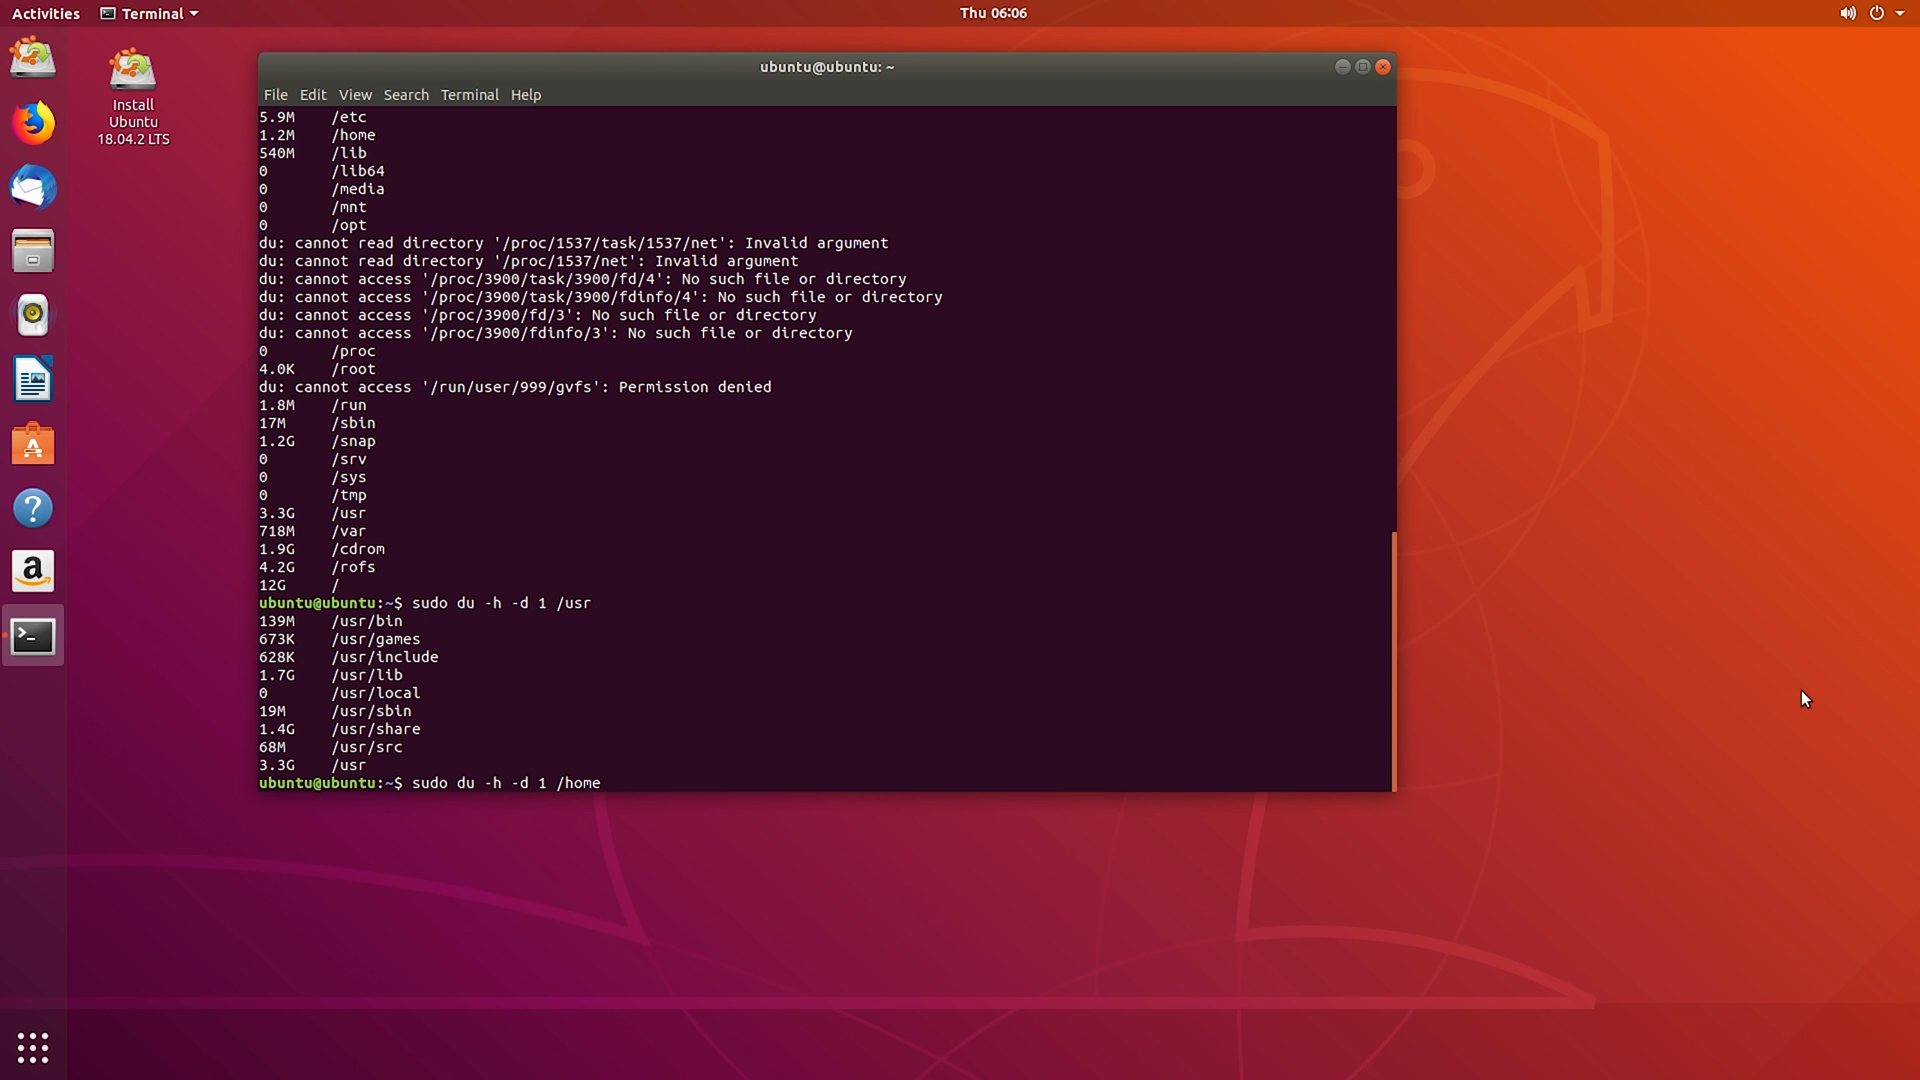 Activities Terminal Thu 06:06
Install
Ubuntu
18.04.2 LTS
ubuntu@ubuntu: ~
File Edit View Search Terminal Help
5.9M /etc
1.2M /home
540M /lib
0 /lib64
0 /media
0 /mnt
0 /opt
du: cannot read directory '/proc/1537/task/1537/net': Invalid argument
du: cannot read directory '/proc/1537/net': Invalid argument
du: cannot access '/proc/3900/task/3900/fd/4': No such file or directory
du: cannot access '/proc/3900/task/3900/fdinfo/4': No such file or directory
du: cannot access '/proc/3900/fd/3': No such file or directory
du: cannot access '/proc/3900/fdinfo/3': No such file or directory
0 /proc
4.0K /root
du: cannot access '/run/user/999/gvfs': Permission denied
1.8M /run
17M /sbin
1.2G /snap
0 /srv
0 /sys
0 /tmp
3.3G /usr
718M /var
1.9G /cdrom
4.2G /rofs
12G /
ubuntu@ubuntu:~$ sudo du -h -d 1 /usr
139M /usr/bin
673K /usr/games
628K /usr/include
1.7G /usr/lib
0 /usr/local
19M /usr/sbin
1.4G /usr/share
68M /usr/src
3.3G /usr
ubuntu@ubuntu:~$ sudo du -h -d 1 /home